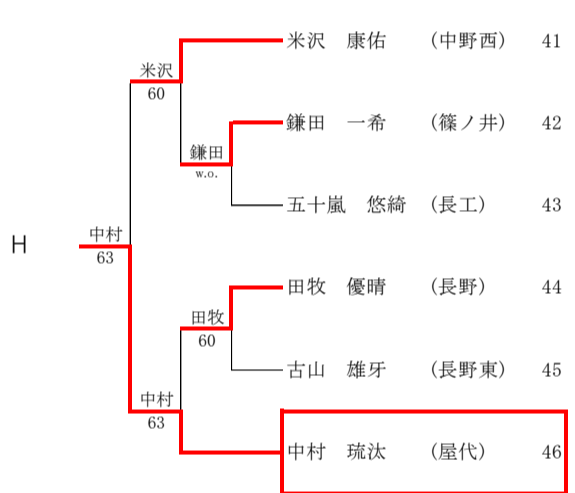 米沢　康佑　（中野西）　41
米沢
60
鎌田　一希　（篠ノ井）　42
鎌田
w.o.
五十嵐　悠綺　（長工）　43
H
中村
63
田牧　優晴　（長野）　44
田牧
60
古山　雄牙　（長野東）　45
中村
63
中村　琉汰　（屋代）　46